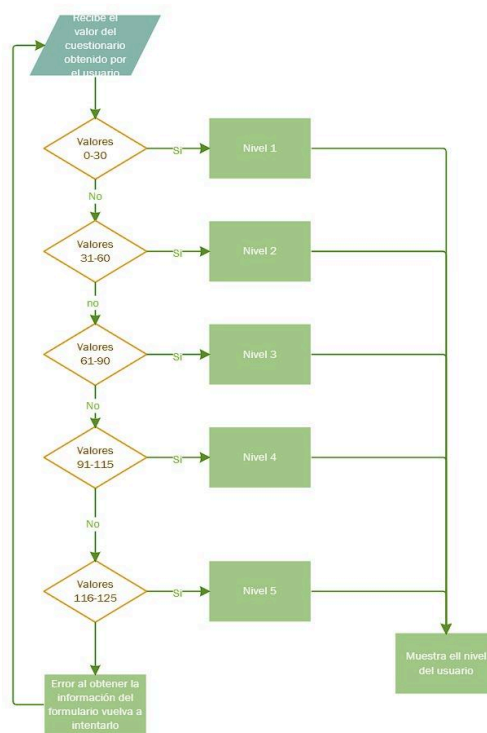 Recibe el
valor del
cuestionario
obtenido por
el usuario
Valores
0-30
Si
Nivel 1
No
Valores
31-60
Si
Nivel 2
no
Valores
61-90
Si
Nivel 3
No
Valores
91-115
Si
Nivel 4
No
Valores
116-125
Si
Nivel 5
Muestra ell nivel
del usuario
Error al obtener la
información del
formulario vuelva a
intentarlo